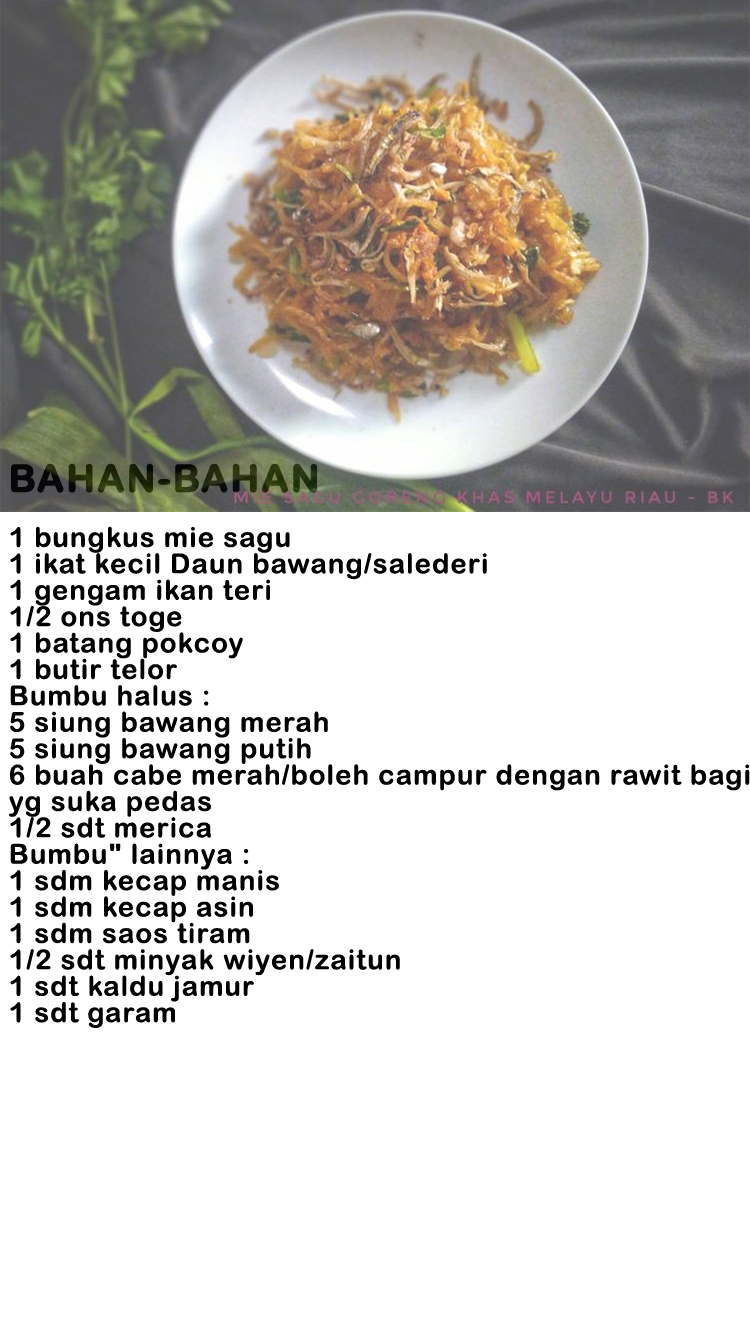 BAHAN-BAHAN
MIE SAGU GORENG KHAS MELAYU RIAU - BK
1 bungkus mie sagu
1 ikat kecil Daun bawang/salederi
1 gengam ikan teri
1/2 ons toge
1 batang pokcoy
1 butir telor
Bumbu halus :
5 siung bawang merah
5 siung bawang putih
6 buah cabe merah/boleh campur dengan rawit bagi
yg suka pedas
1/2 sdt merica
Bumbu" lainnya :
1 sdm kecap manis
1 sdm kecap asin
1 sdm saos tiram
1/2 sdt minyak wiyen/zaitun
1 sdt kaldu jamur
1 sdt garam